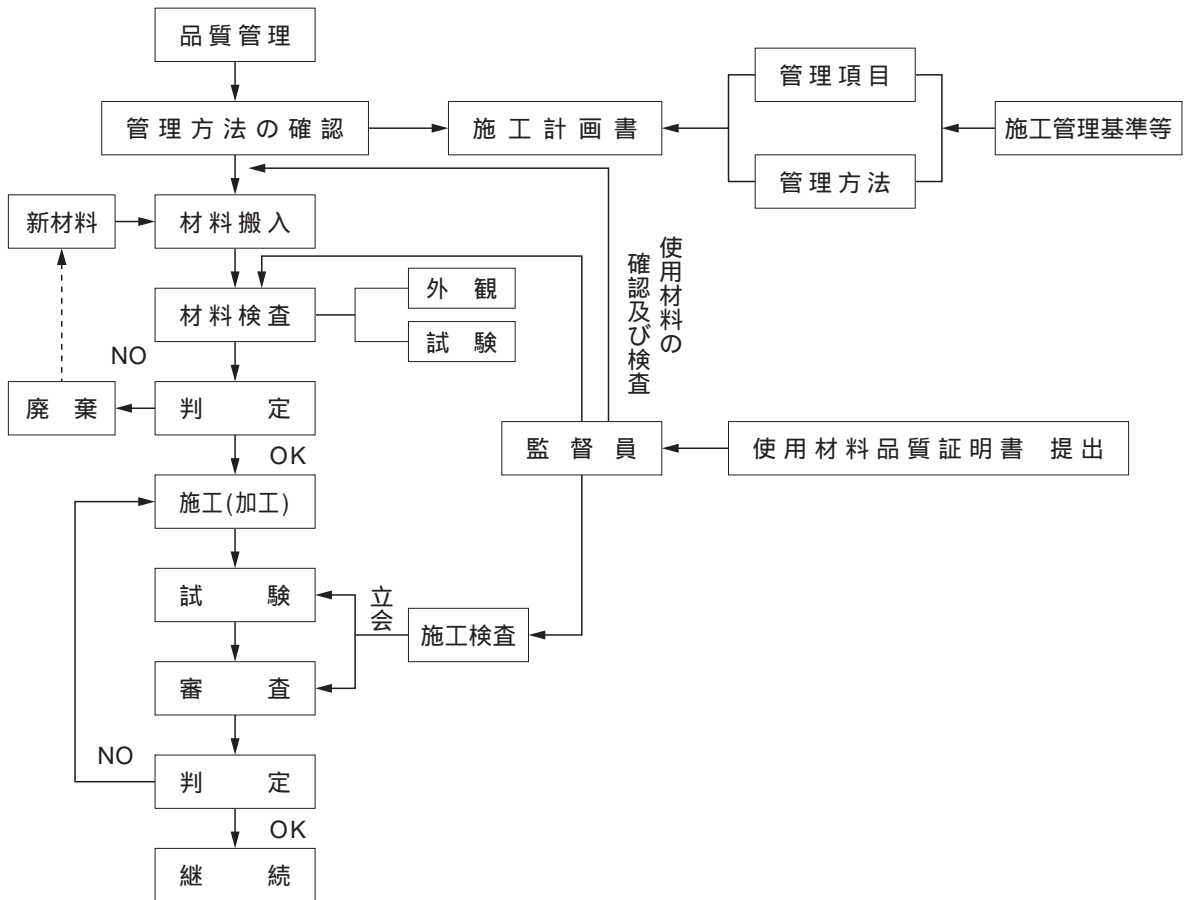 品質管理
管理項目
管理方法の確認
施工計画書
施工管理基準等
管理方法
新材料
材料搬入
使用材料の
確認及び検査
外観
材料検査
試験
NO
廃棄
判定
OK
監督員
使用材料品質証明書 提出
施工(加工)
試験
立会
施工検査
審査
NO
判定
OK
継続